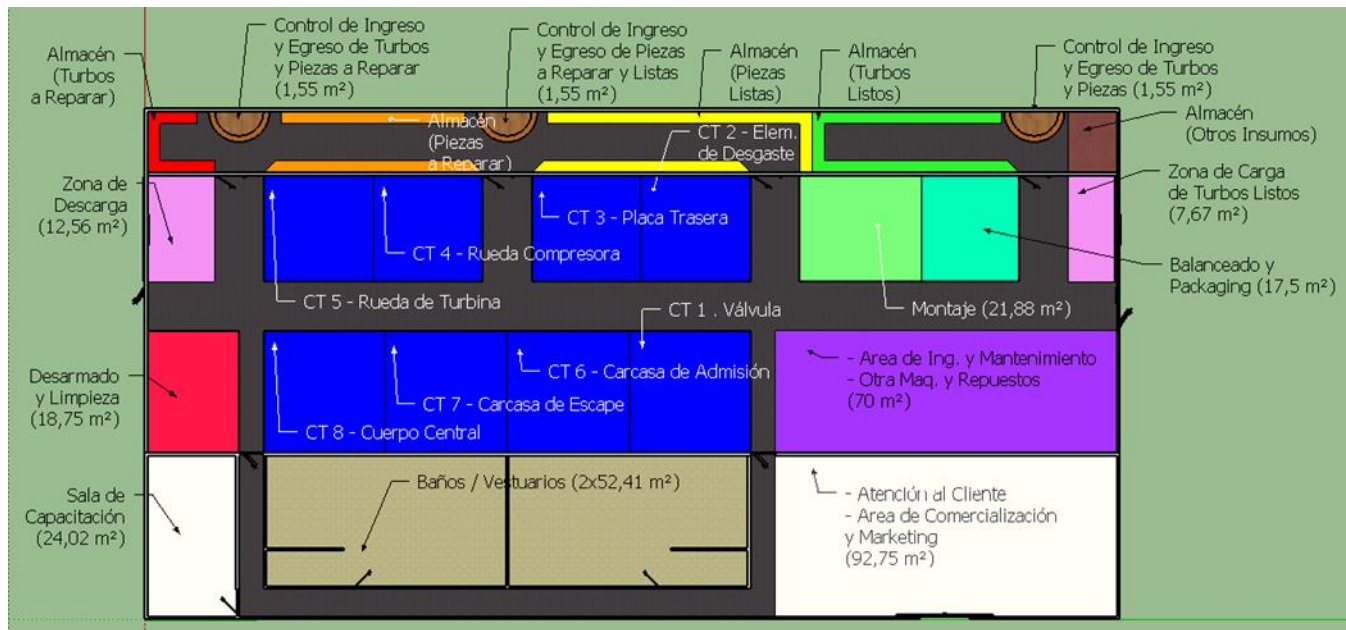 Almacén
(Turbos
a Reparar)
Control de Ingreso
y Egreso de Turbos
y Piezas a Reparar
(1,55 m²)
Control de Ingreso
y Egreso de Piezas
a Reparar y Listas
(1,55 m²)
Almacén
(Piezas
Listas)
Almacén
(Turbos
Listos)
Control de Ingreso
y Egreso de Turbos
y Piezas (1,55 m²)
Almacén
(Otros Insumos)
Almacén
(Piezas
a Reparar)
CT 2 - Elem.
de Desgaste
Zona de
Descarga
(12,56 m²)
CT 3 - Placa Trasera
CT 4 - Rueda Compresora
CT 5 - Rueda de Turbina
Zona de Carga
de Turbos Listos
(7,67 m²)
Balanceado y
Packaging (17,5 m²)
Montaje (21,88 m²)
CT 1 . Válvula
Desarmado
y Limpieza
(18,75 m²)
CT 6 - Carcasa de Admisión
CT 7 - Carcasa de Escape
CT 8 - Cuerpo Central
- Area de Ing. y Mantenimiento
- Otra Maq. y Repuestos
(70 m²)
Sala de
Capacitación
(24,02 m²)
Baños / Vestuarios (2x52,41 m²)
- Atención al Cliente
- Area de Comercialización
y Marketing
(92,75 m²)